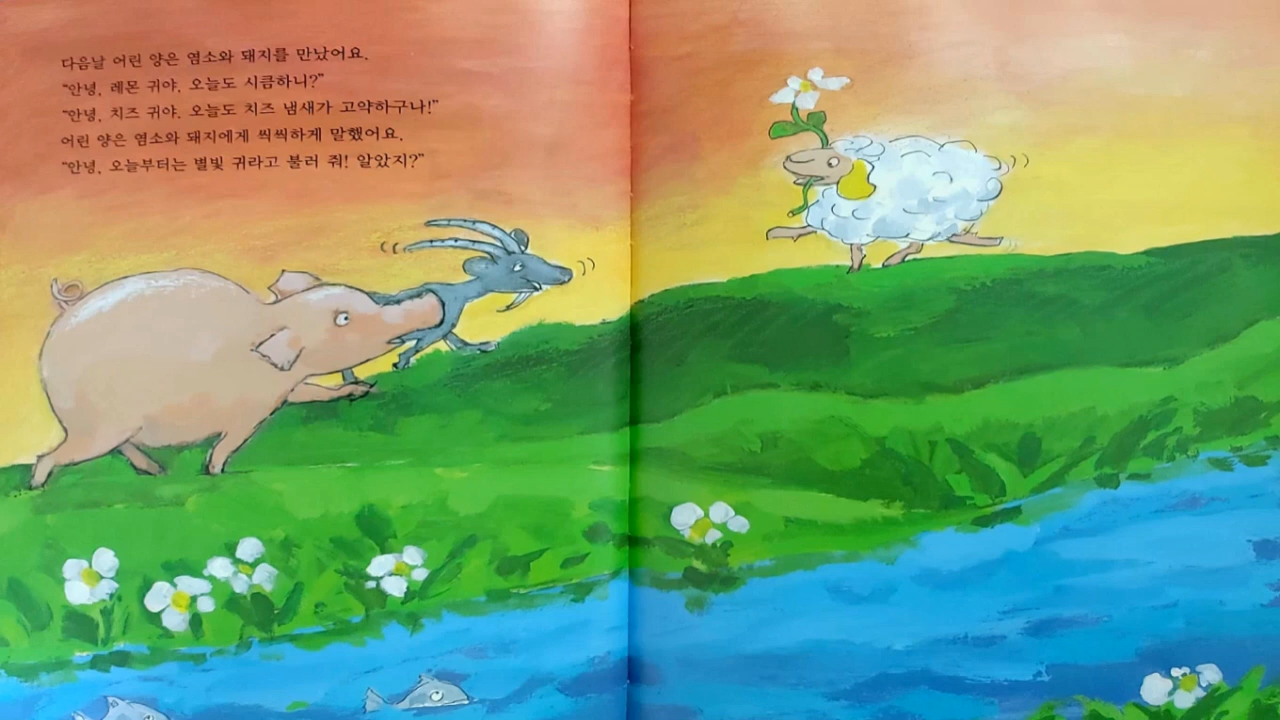 다음날 어린 양은 염소와 돼지를 만났어요.
"안녕, 레몬 귀야. 오늘도 시큼하니?"
"안녕, 치즈 귀야. 오늘도 치즈 냄새가 고약하구나!"
어린 양은 염소와 돼지에게 씩씩하게 말했어요.
"안녕, 오늘부터는 별빛 귀라고 불러 줘! 알았지?"